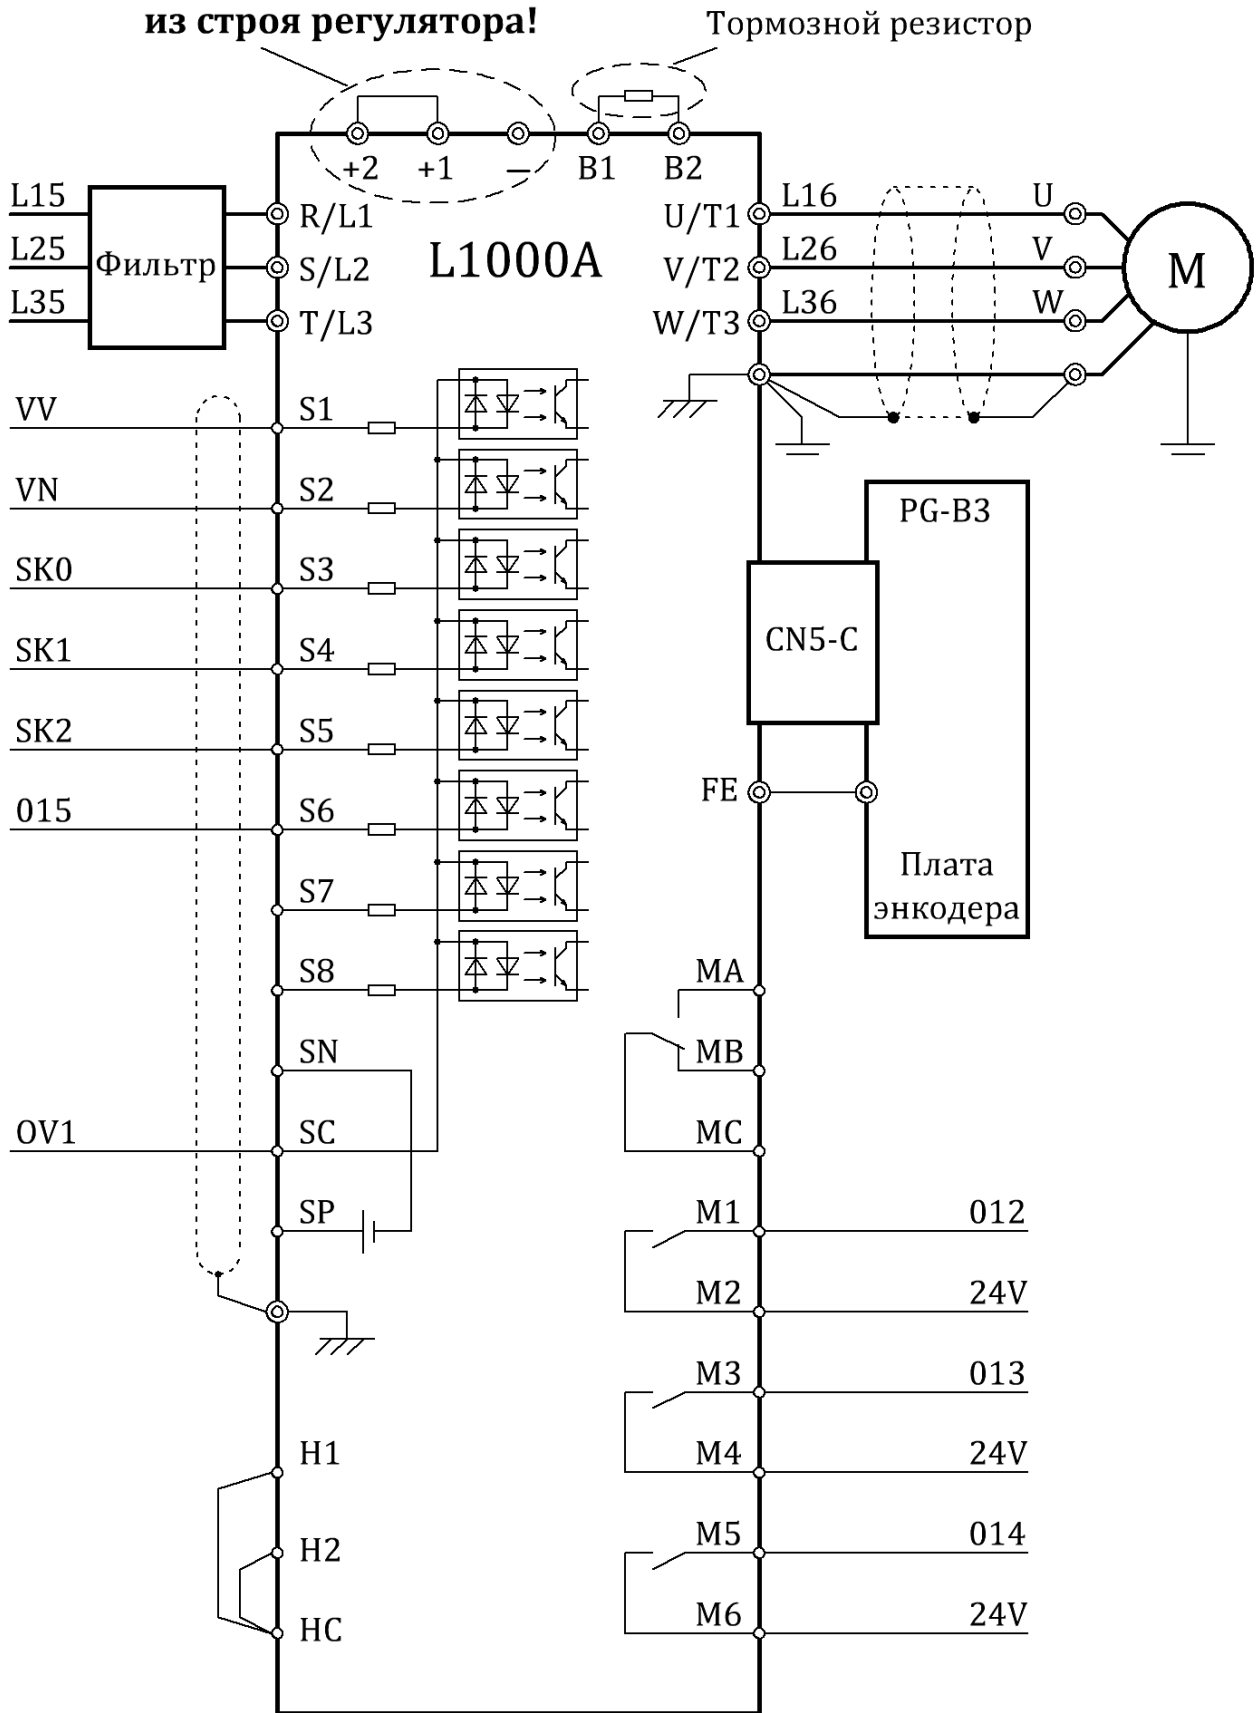 из строя регулятора!
Тормозной резистор
+2
+1
–
B1
B2
L15
L25
L35
Фильтр
R/L1
S/L2
T/L3
L1000A
U/T1
V/T2
W/T3
L16
L26
L36
U
V
W
M
VV
S1
VN
S2
SK0
S3
SK1
S4
SK2
S5
015
S6
S7
S8
SN
OV1
SC
SP
H1
H2
HC
PG-B3
CN5-C
FE
Плата
энкодера
MA
MB
MC
M1
012
M2
24V
M3
013
M4
24V
M5
014
M6
24V